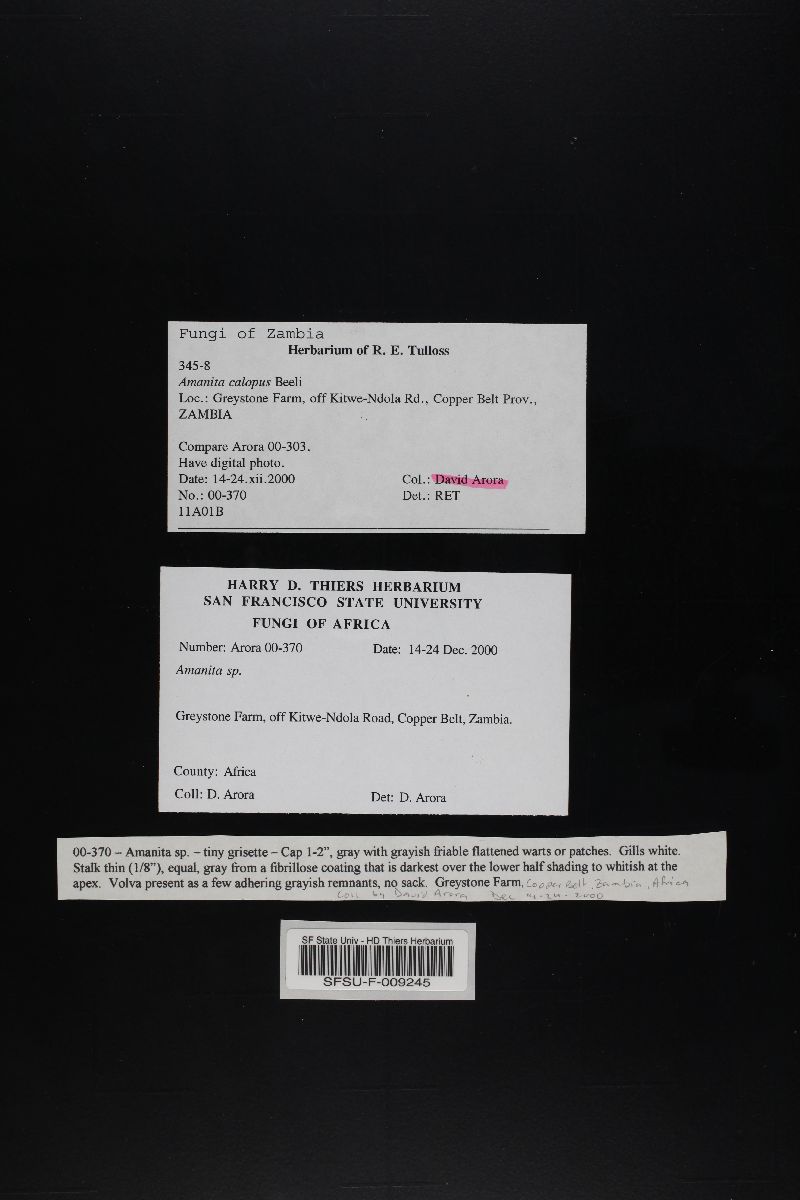 Fungi of Zambia
Herbarium of R. E. Tulloss
345-8
Amanita calopus Beeli
Loc.: Greystone Farm, off Kitwe-Ndola Rd., Copper Belt Prov.,
ZAMBIA
Compare Arora 00-303.
Have digital photo.
Date: 14-24.xii.2000 Col.: David Arora
No.: 00-370 Det.: RET
11A01B
HARRY D. THIERS HERBARIUM
SAN FRANCISCO STATE UNIVERSITY
FUNGI OF AFRICA
Number: Arora 00-370 Date: 14-24 Dec. 2000
Amanita sp.
Greystone Farm, off Kitwe-Ndola Road, Copper Belt, Zambia.
County: Africa
Coll: D. Arora Det: D. Arora
00-370 – Amanita sp. – tiny grisette – Cap 1-2", gray with grayish friable flattened warts or patches. Gills white.
Stalk thin (1/8"), equal, gray from a fibrillose coating that is darkest over the lower half shading to whitish at the
apex. Volva present as a few adhering grayish remnants, no sack. Greystone Farm, Copper Belt, Zambia, Africa
Coll by David Arora Dec 14-24-2000
SF State Univ - HD Thiers Herbarium
SFSU-F-009245